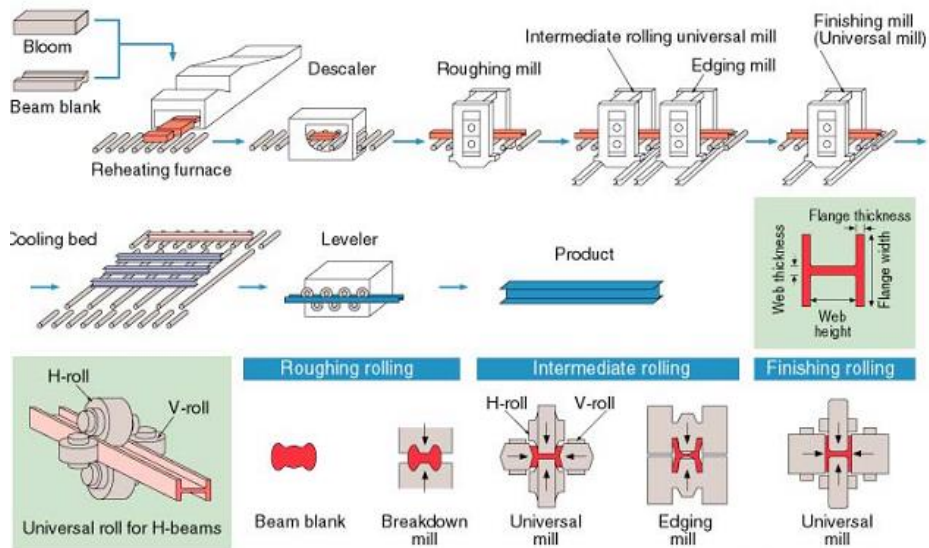 Bloom
Beam blank
Reheating furnace
Descaler
Roughing mill
Intermediate rolling universal mill
Edging mill
Finishing mill
(Universal mill)
Cooling bed
Leveler
Product
Flange thickness
Web thickness
Flange width
Web
height
H-roll
V-roll
Universal roll for H-beams
Roughing rolling
Beam blank
Breakdown
mill
Intermediate rolling
H-roll
V-roll
Universal
mill
Edging
mill
Finishing rolling
Universal
mill